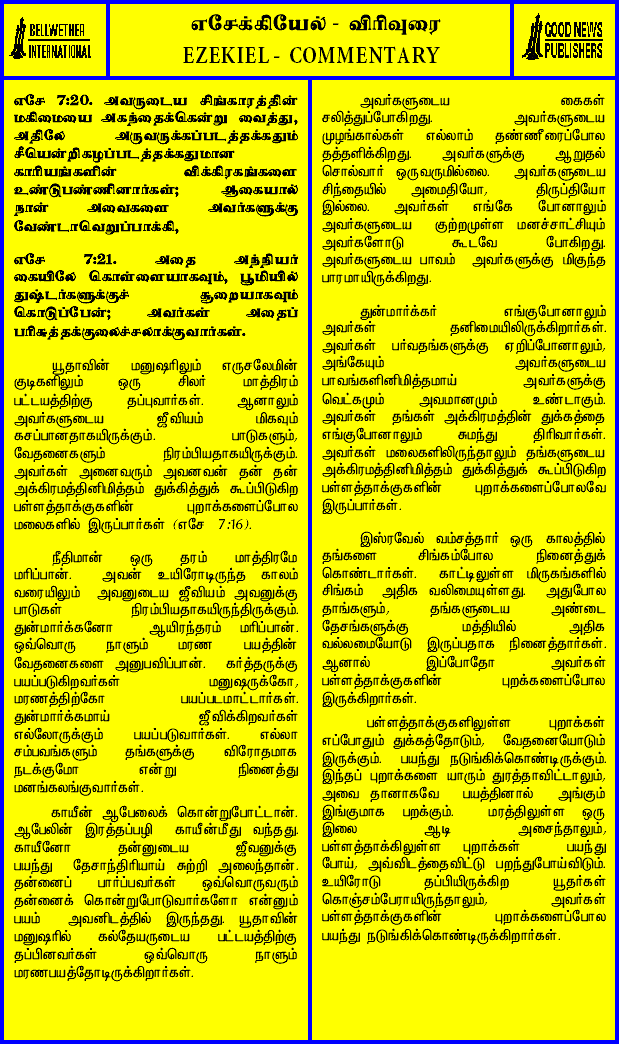 BELLWETHER
INTERNATIONAL
எசேக்கியேல் - விரிவுரை
EZEKIEL - COMMENTARY
GOOD NEWS
PUBLISHERS
எசே 7:20. அவருடைய சிங்காரத்தின்
மகிமையை அகந்தைக்கென்று வைத்து,
அதிலே அருவருக்கப்படத்தக்கதும்
சீயென்றிகழப்படத்தக்கதுமான
காரியங்களின் விக்கிரகங்களை
உண்டுபண்ணினார்கள்; ஆகையால்
நான் அவைகளை அவர்களுக்கு
வேண்டாவெறுப்பாக்கி,
எசே 7:21. அதை அந்நியர்
கையிலே கொள்ளையாகவும், பூமியில்
துஷ்டர்களுக்குச் சூறையாகவும்
கொடுப்பேன்; அவர்கள் அதைப்
பரிசுத்தக்குலைச்சலாக்குவார்கள்.
யூதாவின் மனுஷரிலும் எருசலேமின்
குடிகளிலும் ஒரு சிலர் மாத்திரம்
பட்டயத்திற்கு தப்புவார்கள். ஆனாலும்
அவர்களுடைய ஜீவியம் மிகவும்
கசப்பானதாகயிருக்கும். பாடுகளும்,
வேதனைகளும் நிரம்பியதாகயிருக்கும்.
அவர்கள் அனைவரும் அவனவன் தன் தன்
அக்கிரமத்தினிமித்தம் துக்கித்துக் கூப்பிடுகிற
பள்ளத்தாக்குகளின் புறாக்களைப்போல
மலைகளில் இருப்பார்கள் (எசே 7:16).
நீதிமான் ஒரு தரம் மாத்திரமே
மரிப்பான். அவன் உயிரோடிருந்த காலம்
வரையிலும் அவனுடைய ஜீவியம் அவனுக்கு
பாடுகள் நிரம்பியதாகயிருந்திருக்கும்.
துன்மார்க்கனோ ஆயிரந்தரம் மரிப்பான்.
ஒவ்வொரு நாளும் மரண பயத்தின்
வேதனைகளை அனுபவிப்பான். கர்த்தருக்கு
பயப்படுகிறவர்கள் மனுஷருக்கோ,
மரணத்திற்கோ பயப்படமாட்டார்கள்.
துன்மார்க்கமாய் ஜீவிக்கிறவர்கள்
எல்லோருக்கும் பயப்படுவார்கள். எல்லா
சம்பவங்களும் தங்களுக்கு விரோதமாக
நடக்குமோ என்று நினைத்து
மனங்கலங்குவார்கள்.
காயீன் ஆபேலைக் கொன்றுபோட்டான்.
ஆபேலின் இரத்தப்பழி காயீன்மீது வந்தது.
காயீனோ தன்னுடைய ஜீவனுக்கு
பயந்து தேசாந்திரியாய் சுற்றி அலைந்தான்.
தன்னைப் பார்ப்பவர்கள் ஒவ்வொருவரும்
தன்னைக் கொன்றுபோடுவார்களோ என்னும்
பயம் அவனிடத்தில் இருந்தது. யூதாவின்
மனுஷரில் கல்தேயருடைய பட்டயத்திற்கு
தப்பினவர்கள் ஒவ்வொரு நாளும்
மரணபயத்தோடிருக்கிறார்கள்.
அவர்களுடைய கைகள்
சலித்துப்போகிறது. அவர்களுடைய
முழங்கால்கள் எல்லாம் தண்ணீரைப்போல
தத்தளிக்கிறது. அவர்களுக்கு ஆறுதல்
சொல்வார் ஒருவருமில்லை. அவர்களுடைய
சிந்தையில் அமைதியோ, திருப்தியோ
இல்லை. அவர்கள் எங்கே போனாலும்
அவர்களுடைய குற்றமுள்ள மனச்சாட்சியும்
அவர்களோடு கூடவே போகிறது.
அவர்களுடைய பாவம் அவர்களுக்கு மிகுந்த
பாரமாயிருக்கிறது.
துன்மார்க்கர் எங்குபோனாலும்
அவர்கள் தனிமையிலிருக்கிறார்கள்.
அவர்கள் பர்வதங்களுக்கு ஏறிப்போனாலும்,
அங்கேயும் அவர்களுடைய
பாவங்களினிமித்தமாய் அவர்களுக்கு
வெட்கமும் அவமானமும் உண்டாகும்.
அவர்கள் தங்கள் அக்கிரமத்தின் துக்கத்தை
எங்குபோனாலும் சுமந்து திரிவார்கள்.
அவர்கள் மலைகளிலிருந்தாலும் தங்களுடைய
அக்கிரமத்தினிமித்தம் துக்கித்துக் கூப்பிடுகிற
பள்ளத்தாக்குகளின் புறாக்களைப்போலவே
இருப்பார்கள்.
இஸ்ரவேல் வம்சத்தார் ஒரு காலத்தில்
தங்களை சிங்கம்போல நினைத்துக்
கொண்டார்கள். காட்டிலுள்ள மிருகங்களில்
சிங்கம் அதிக வலிமையுள்ளது. அதுபோல
தாங்களும், தங்களுடைய அண்டை
தேசங்களுக்கு மத்தியில் அதிக
வல்லமையோடு இருப்பதாக நினைத்தார்கள்.
ஆனால் இப்போதோ அவர்கள்
பள்ளத்தாக்குகளின் புறக்களைப்போல
இருக்கிறார்கள்.
பள்ளத்தாக்குகளிலுள்ள புறாக்கள்
எப்போதும் துக்கத்தோடும், வேதனையோடும்
இருக்கும். பயந்து நடுங்கிக்கொண்டிருக்கும்.
இந்தப் புறாக்களை யாரும் துரத்தாவிட்டாலும்,
அவை தானாகவே பயத்தினால் அங்கும்
இங்குமாக பறக்கும். மரத்திலுள்ள ஒரு
இலை ஆடி அசைந்தாலும்,
பள்ளத்தாக்கிலுள்ள புறாக்கள் பயந்து
போய், அவ்விடத்தைவிட்டு பறந்துபோய்விடும்.
உயிரோடு தப்பியிருக்கிற யூதர்கள்
கொஞ்சம்பேராயிருந்தாலும், அவர்கள்
பள்ளத்தாக்குகளின் புறாக்களைப்போல
பயந்து நடுங்கிக்கொண்டிருக்கிறார்கள்.